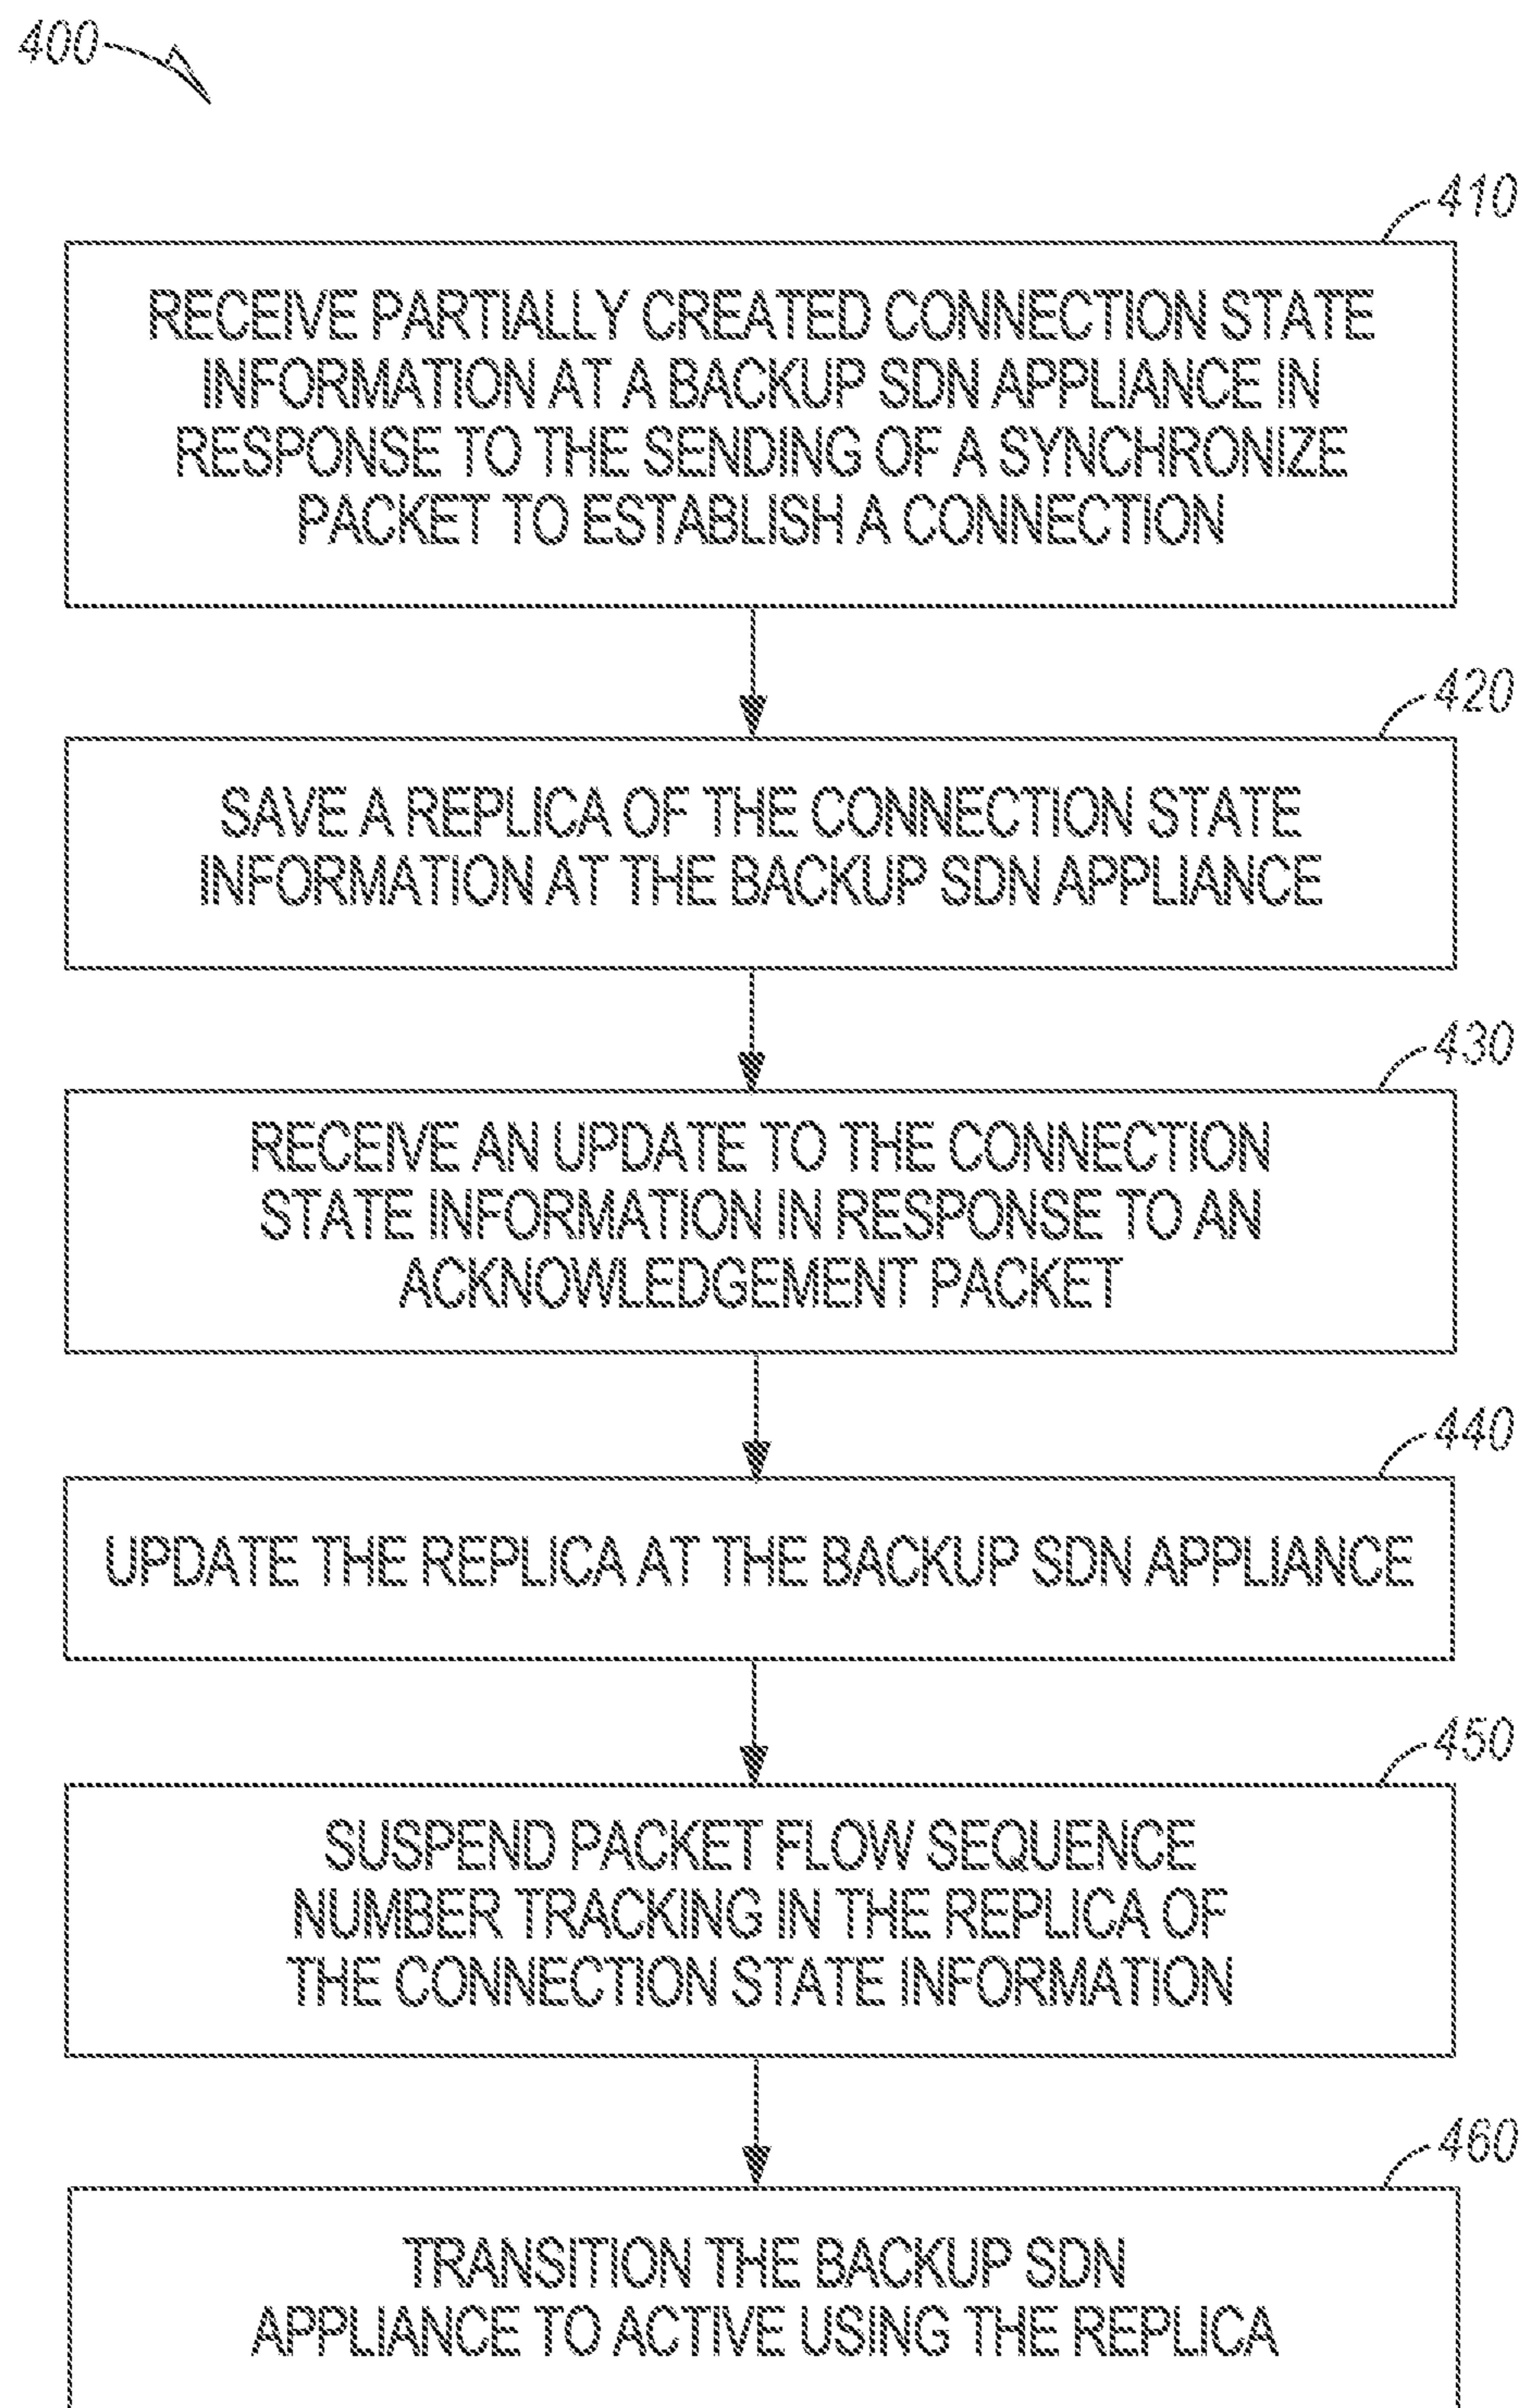 400
410
RECEIVE PARTIALLY CREATED CONNECTION STATE
INFORMATION AT A BACKUP SDN APPLIANCE IN
RESPONSE TO THE SENDING OF A SYNCHRONIZE
PACKET TO ESTABLISH A CONNECTION
420
SAVE A REPLICA OF THE CONNECTION STATE
INFORMATION AT THE BACKUP SDN APPLIANCE
430
RECEIVE AN UPDATE TO THE CONNECTION
STATE INFORMATION IN RESPONSE TO AN
ACKNOWLEDGEMENT PACKET
440
UPDATE THE REPLICA AT THE BACKUP SDN APPLIANCE
450
SUSPEND PACKET FLOW SEQUENCE
NUMBER TRACKING IN THE REPLICA OF
THE CONNECTION STATE INFORMATION
460
TRANSITION THE BACKUP SDN
APPLIANCE TO ACTIVE USING THE REPLICA